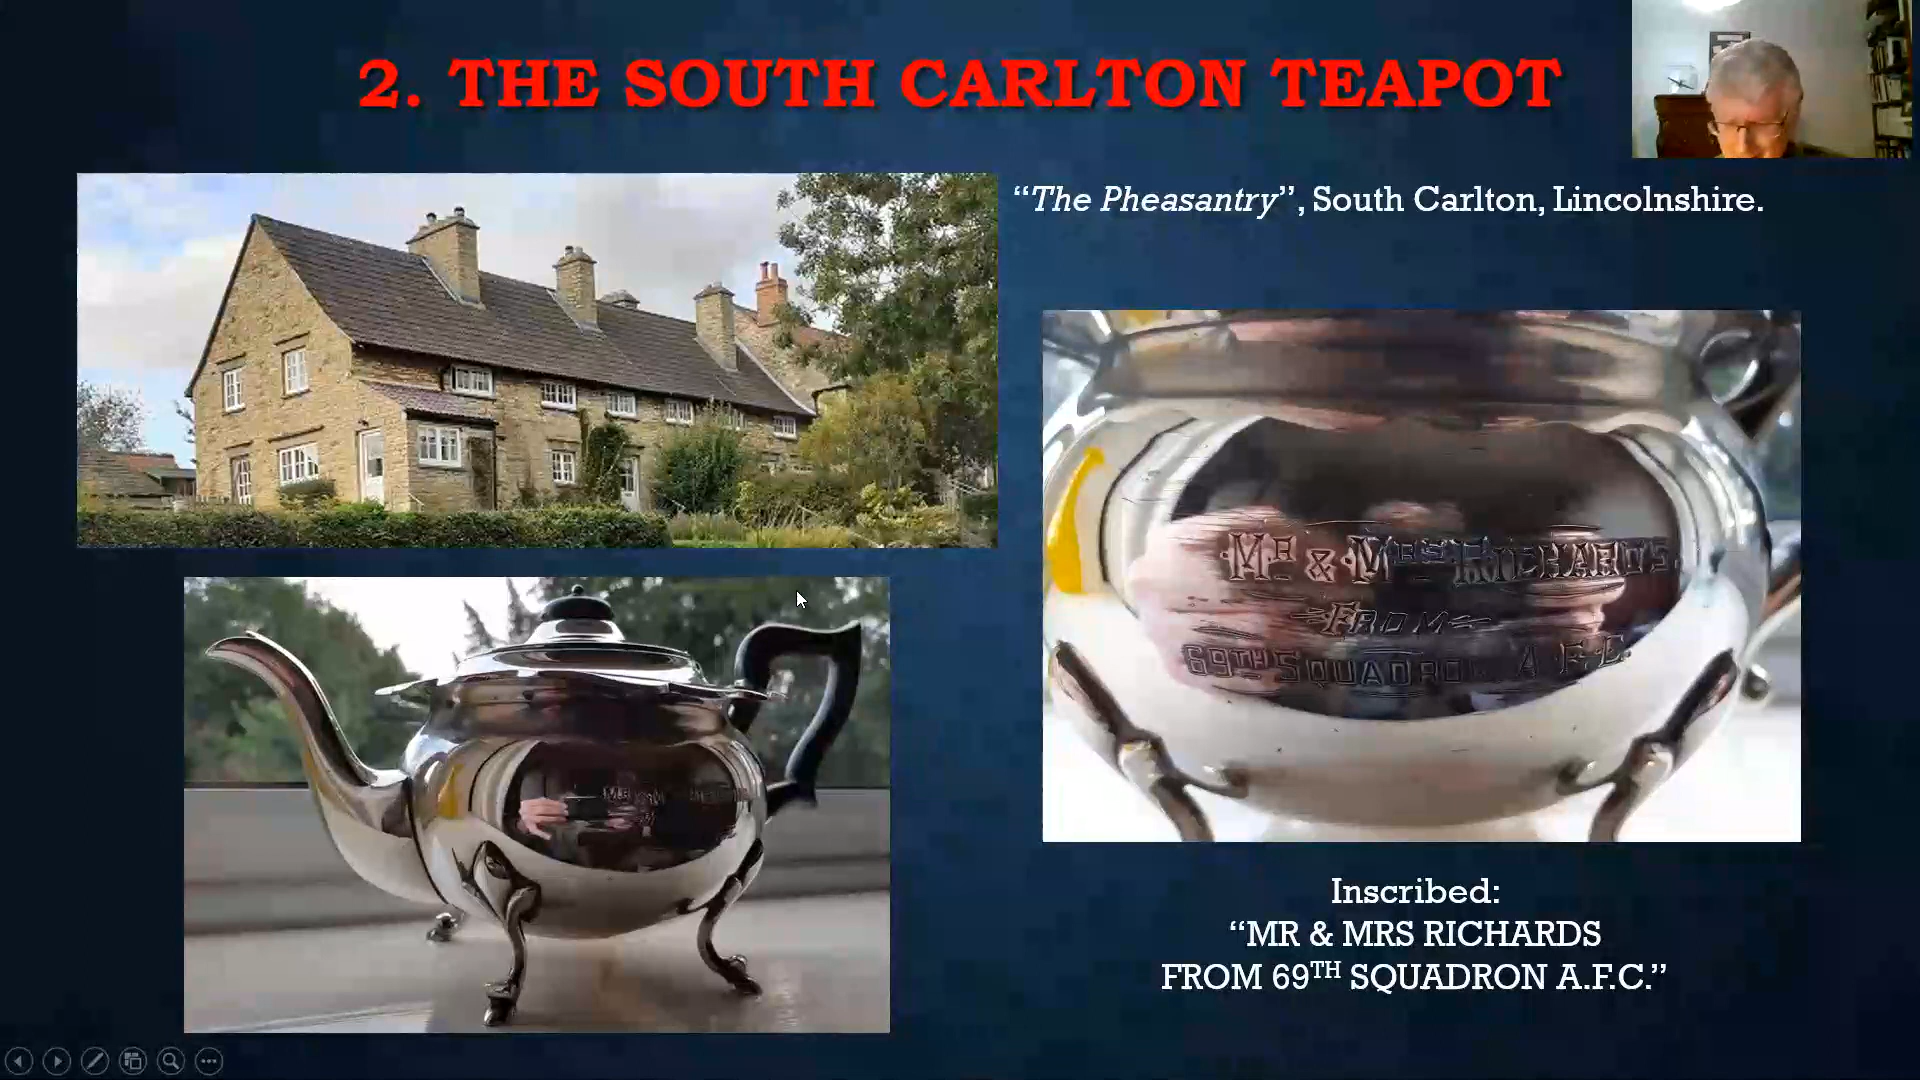 2. THE SOUTH CARLTON TEAPOT
“The Pheasantry”, South Carlton, Lincolnshire.
MR & MRS RICHARDS.
FROM
69TH SQUADRON A.F.C.
Inscribed:
“MR & MRS RICHARDS
FROM 69TH SQUADRON A.F.C.”